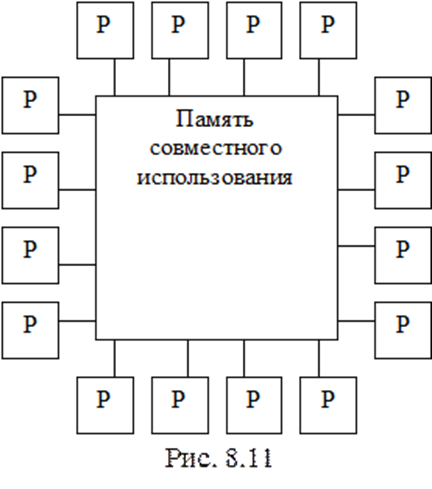 Р Р Р Р
Р Р
Память
совместного
использования
Р Р
Р Р
Р Р
Р Р Р Р
Рис. 8.11